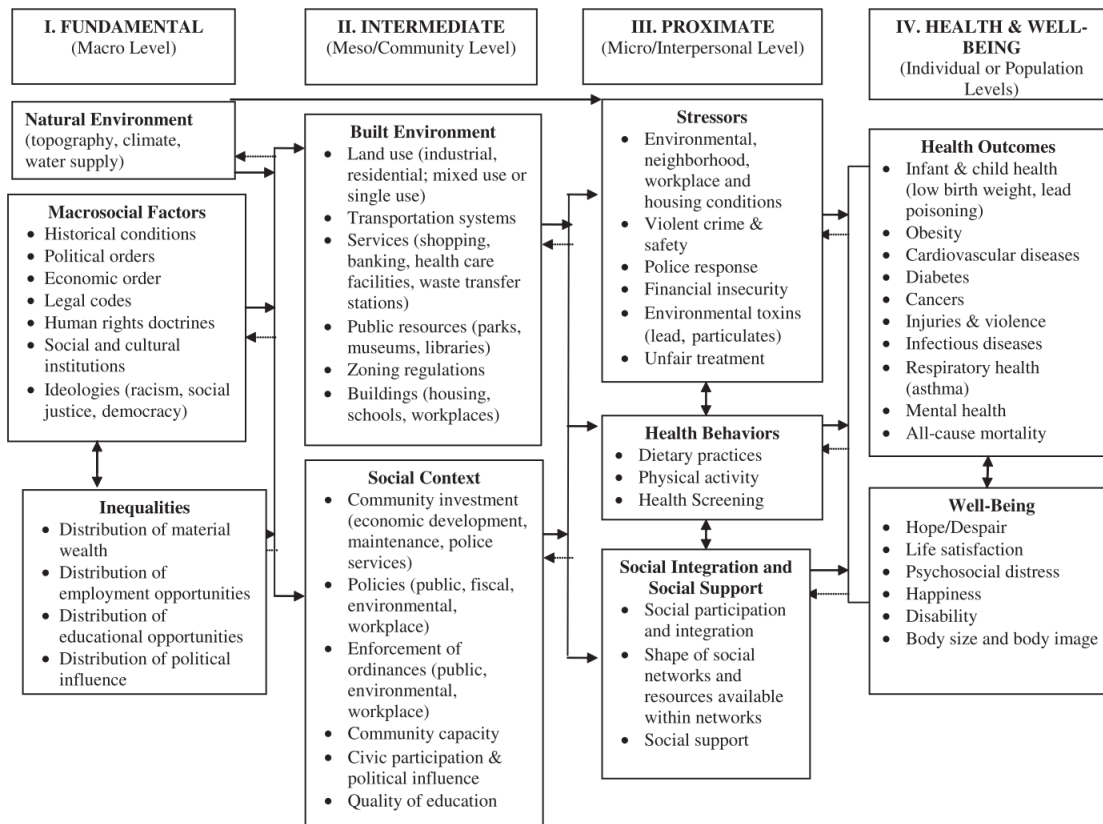 I. FUNDAMENTAL
(Macro Level)
II. INTERMEDIATE
(Meso/Community Level)
III. PROXIMATE
(Micro/Interpersonal Level)
IV. HEALTH & WELL-
BEING
(Individual or Population
Levels)
Natural Environment
(topography, climate,
water supply)
Macrosocial Factors
• Historical conditions
• Political orders
• Economic order
• Legal codes
• Human rights doctrines
• Social and cultural
institutions
• Ideologies (racism, social
justice, democracy)
Inequalities
• Distribution of material
wealth
• Distribution of
employment opportunities
• Distribution of
educational opportunities
• Distribution of political
influence
Built Environment
• Land use (industrial,
residential; mixed use or
single use)
• Transportation systems
• Services (shopping,
banking, health care
facilities, waste transfer
stations)
• Public resources (parks,
museums, libraries)
• Zoning regulations
• Buildings (housing,
schools, workplaces)
Social Context
• Community investment
(economic development,
maintenance, police
services)
• Policies (public, fiscal,
environmental,
workplace)
• Enforcement of
ordinances (public,
environmental,
workplace)
• Community capacity
• Civic participation &
political influence
• Quality of education
Stressors
• Environmental,
neighborhood,
workplace and
housing conditions
• Violent crime &
safety
• Police response
• Financial insecurity
• Environmental toxins
(lead, particulates)
• Unfair treatment
Health Behaviors
• Dietary practices
• Physical activity
• Health Screening
Social Integration and
Social Support
• Social participation
and integration
• Shape of social
networks and
resources available
within networks
• Social support
Health Outcomes
• Infant & child health
(low birth weight, lead
poisoning)
• Obesity
• Cardiovascular diseases
• Diabetes
• Cancers
• Injuries & violence
• Infectious diseases
• Respiratory health
(asthma)
• Mental health
• All-cause mortality
Well-Being
• Hope/Despair
• Life satisfaction
• Psychosocial distress
• Happiness
• Disability
• Body size and body image